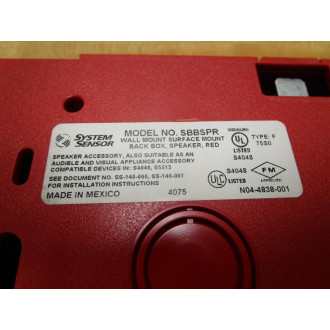 SYSTEM SENSOR
MODEL NO. SBBSPR
WALL MOUNT SURFACE MOUNT
BACK BOX, SPEAKER, RED
UL
LISTED
TYPE: F
75S0
S4048
SPEAKER ACCESSORY, ALSO SUITABLE AS AN
AUDIBLE AND VISUAL APPLIANCE ACCESSORY
COMPATIBLE DEVICES IN: S4048, S5512
SEE DOCUMENT NO. SS-140-000, SS-140-001
FOR INSTALLATION INSTRUCTIONS
UL
LISTED
S4048
FM
APPROVED
MADE IN MEXICO 4075 N04-4838-001